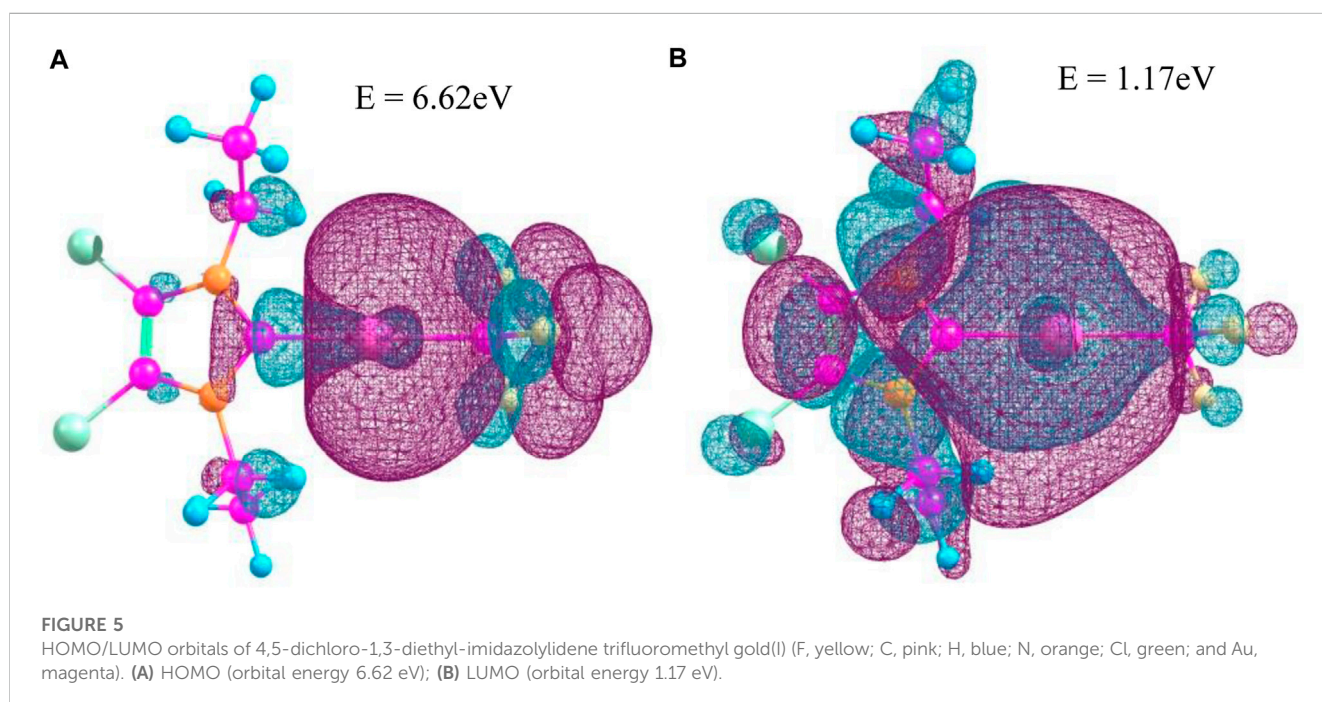 A
E = 6.62eV
B
E = 1.17eV
FIGURE 5
HOMO/LUMO orbitals of 4,5-dichloro-1,3-diethyl-imidazolylidene trifluoromethyl gold(I) (F, yellow; C, pink; H, blue; N, orange; Cl, green; and Au,
magenta). (A) HOMO (orbital energy 6.62 eV); (B) LUMO (orbital energy 1.17 eV).